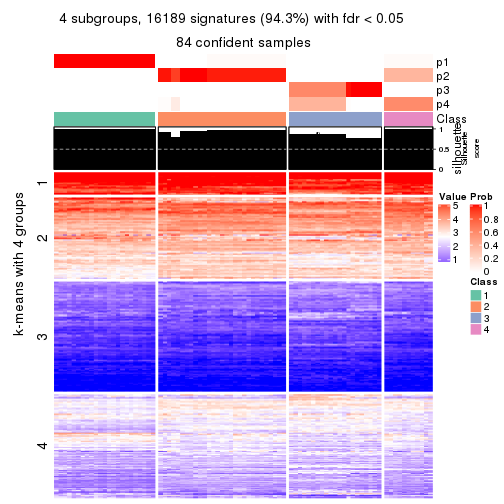 4 subgroups, 16189 signatures (94.3%) with fdr < 0.05
84 confident samples
p1
p2
p3
p4
Class
silhouette
Silhouette
score
1
0.5
0
k-means with 4 groups
1
2
3
4
Value
5
4
3
2
1
Prob
1
0.8
0.6
0.4
0.2
0
Class
1
2
3
4